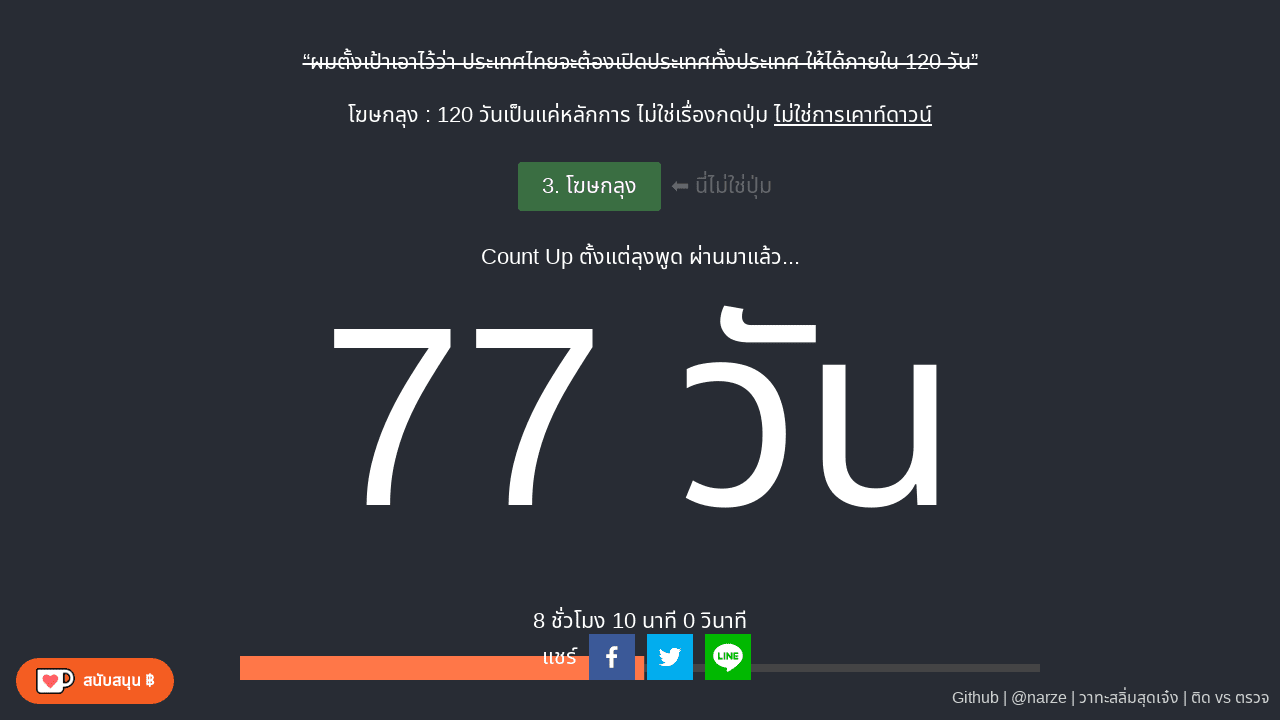 “ผมตั้งเป้าเอาไว้ว่า ประเทศไทยจะต้องเปิดประเทศทั้งประเทศ ให้ได้ภายใน 120 วัน”
โฆษกลุง : 120 วันเป็นแค่หลักการ ไม่ใช่เรื่องกดปุ่ม ไม่ใช่การเคาท์ดาวน์
3. โฆษกลุง ⬅ นี่ไม่ใช่ปุ่ม
Count Up ตั้งแต่ลุงพูด ผ่านมาแล้ว...
77 วัน
8 ชั่วโมง 10 นาที 0 วินาที
แชร์ LINE
สนับสนุน ฿
Github | @narze | วาทะสลิ่มสุดเจ๋ง | ติด vs ตรวจ